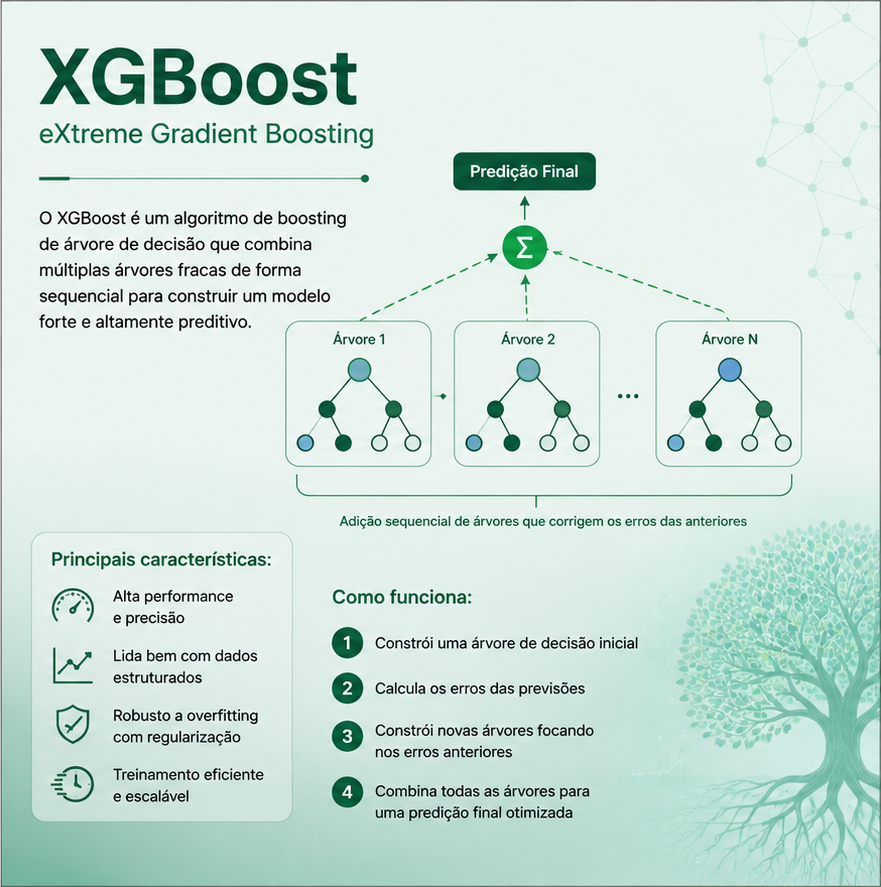 XGBoost
eXtreme Gradient Boosting
O XGBoost é um algoritmo de boosting
de árvore de decisão que combina
múltiplas árvores fracas de forma
sequencial para construir um modelo
forte e altamente preditivo.
Predição Final
Σ
Árvore 1
Árvore 2
...
Árvore N
Adição sequencial de árvores que corrigem os erros das anteriores
Principais características:
Alta performance
e precisão
Lida bem com dados
estruturados
Robusto a overfitting
com regularização
Treinamento eficiente
e escalável
Como funciona:
1 Constrói uma árvore de decisão inicial
2 Calcula os erros das previsões
3 Constrói novas árvores focando
nos erros anteriores
4 Combina todas as árvores para
uma predição final otimizada